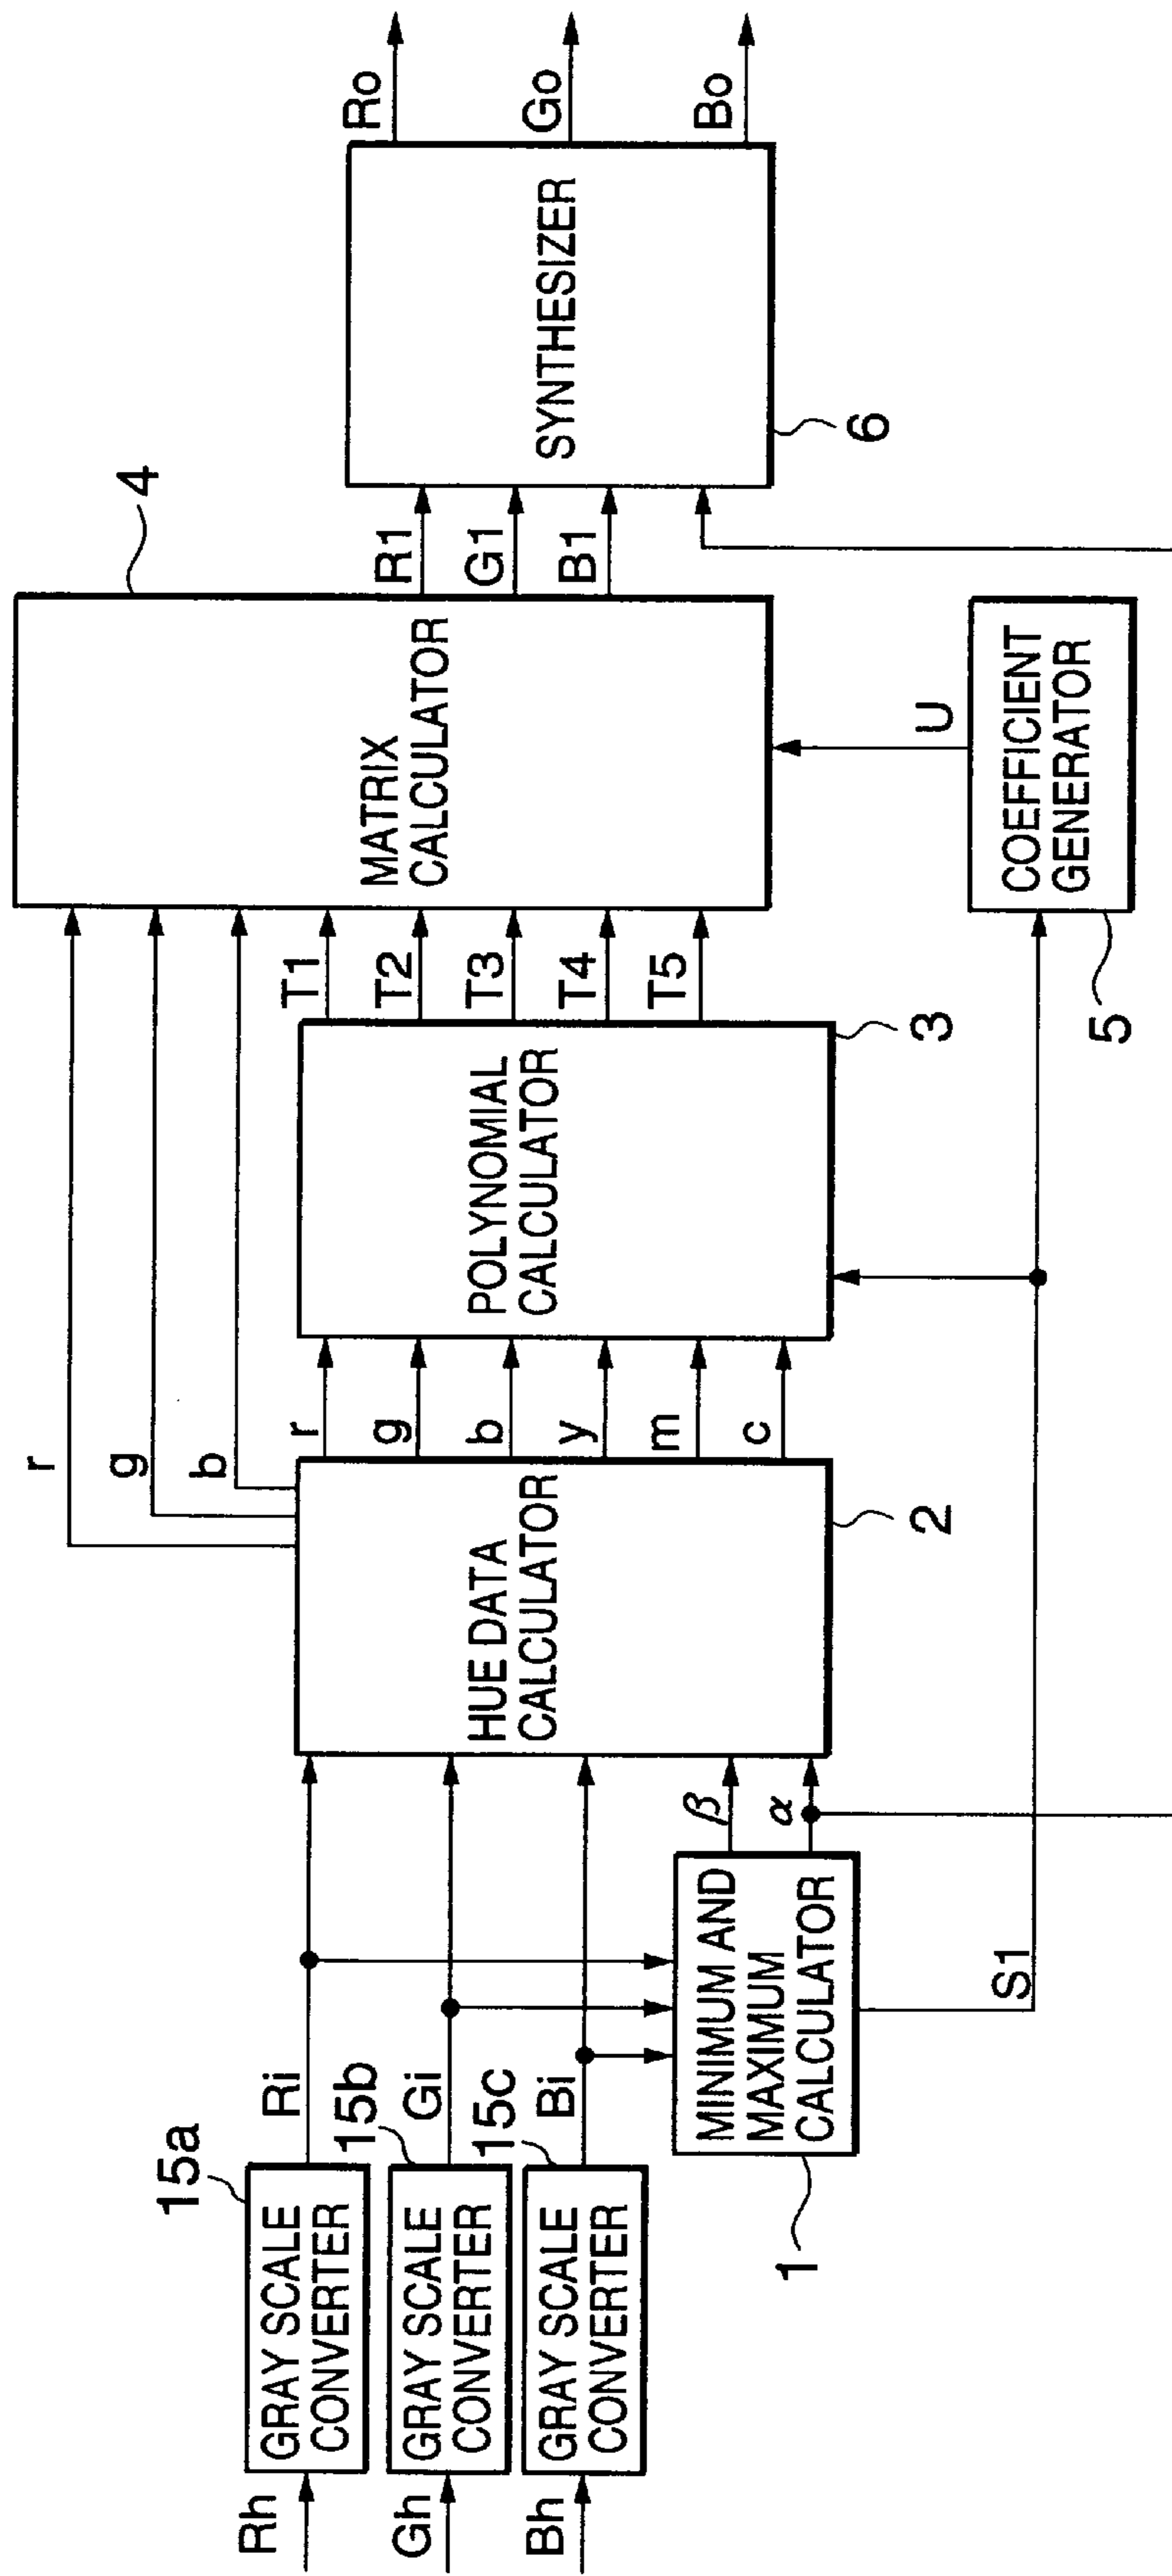 Rh
Gh
Bh
15a
GRAY SCALE
CONVERTER
15b
GRAY SCALE
CONVERTER
15c
GRAY SCALE
CONVERTER
Ri
Gi
Bi
1
MINIMUM AND
MAXIMUM
CALCULATOR
β
α
S1
HUE DATA
CALCULATOR
2
r
g
b
r
g
b
y
m
c
POLYNOMIAL
CALCULATOR
3
T1
T2
T3
T4
T5
MATRIX
CALCULATOR
4
U
COEFFICIENT
GENERATOR
5
R1
G1
B1
SYNTHESIZER
6
Ro
Go
Bo